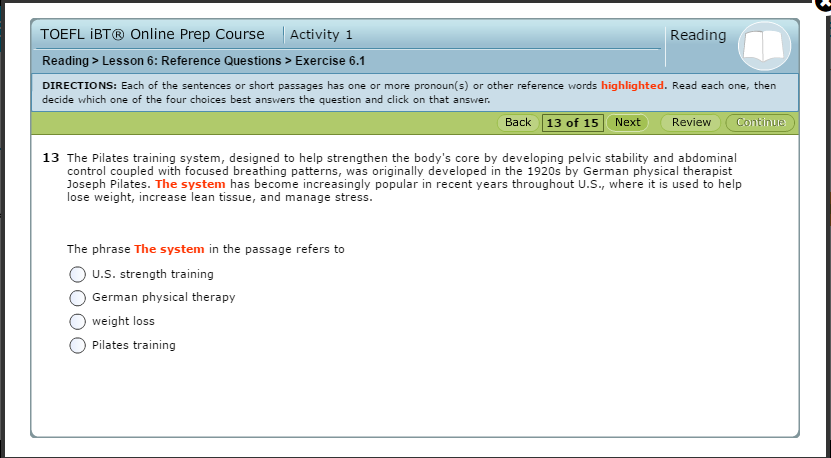 TOEFL iBT® Online Prep Course Activity 1 Reading
Reading > Lesson 6: Reference Questions > Exercise 6.1
DIRECTIONS: Each of the sentences or short passages has one or more pronoun(s) or other reference words highlighted. Read each one, then
decide which one of the four choices best answers the question and click on that answer.
Back 13 of 15 Next Review Continue
13 The Pilates training system, designed to help strengthen the body's core by developing pelvic stability and abdominal
control coupled with focused breathing patterns, was originally developed in the 1920s by German physical therapist
Joseph Pilates. The system has become increasingly popular in recent years throughout U.S., where it is used to help
lose weight, increase lean tissue, and manage stress.
The phrase The system in the passage refers to
U.S. strength training
German physical therapy
weight loss
Pilates training